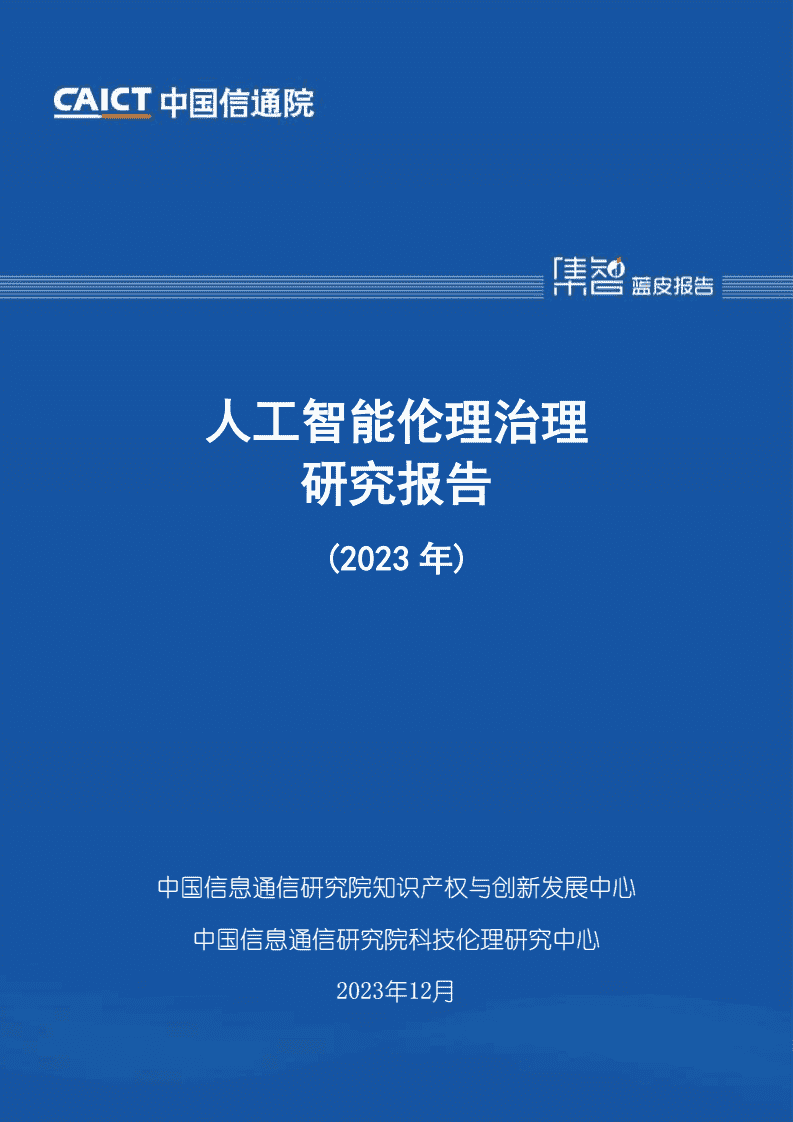 CAICT 中国信通院
集智 蓝皮报告
人工智能伦理治理
研究报告
(2023 年)
中国信息通信研究院知识产权与创新发展中心
中国信息通信研究院科技伦理研究中心
2023年12月